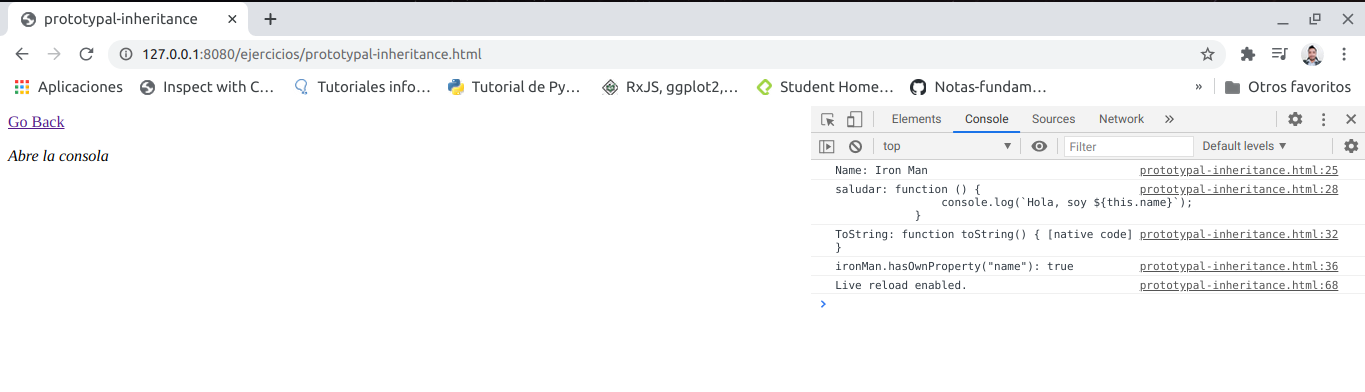 prototypal-inheritance
127.0.0.1:8080/ejercicios/prototypal-inheritance.html
Aplicaciones Inspect with C… Tutoriales info… Tutorial de Py… RxJS, ggplot2,… Student Home… Notas-fundam… » Otros favoritos
Go Back
Abre la consola
Elements Console Sources Network »
top Filter Default levels
Name: Iron Man prototypal-inheritance.html:25
saludar: function () { prototypal-inheritance.html:28
console.log(`Hola, soy ${this.name}`);
}
ToString: function toString() { [native code] prototypal-inheritance.html:32
}
ironMan.hasOwnProperty("name"): true prototypal-inheritance.html:36
Live reload enabled. prototypal-inheritance.html:68